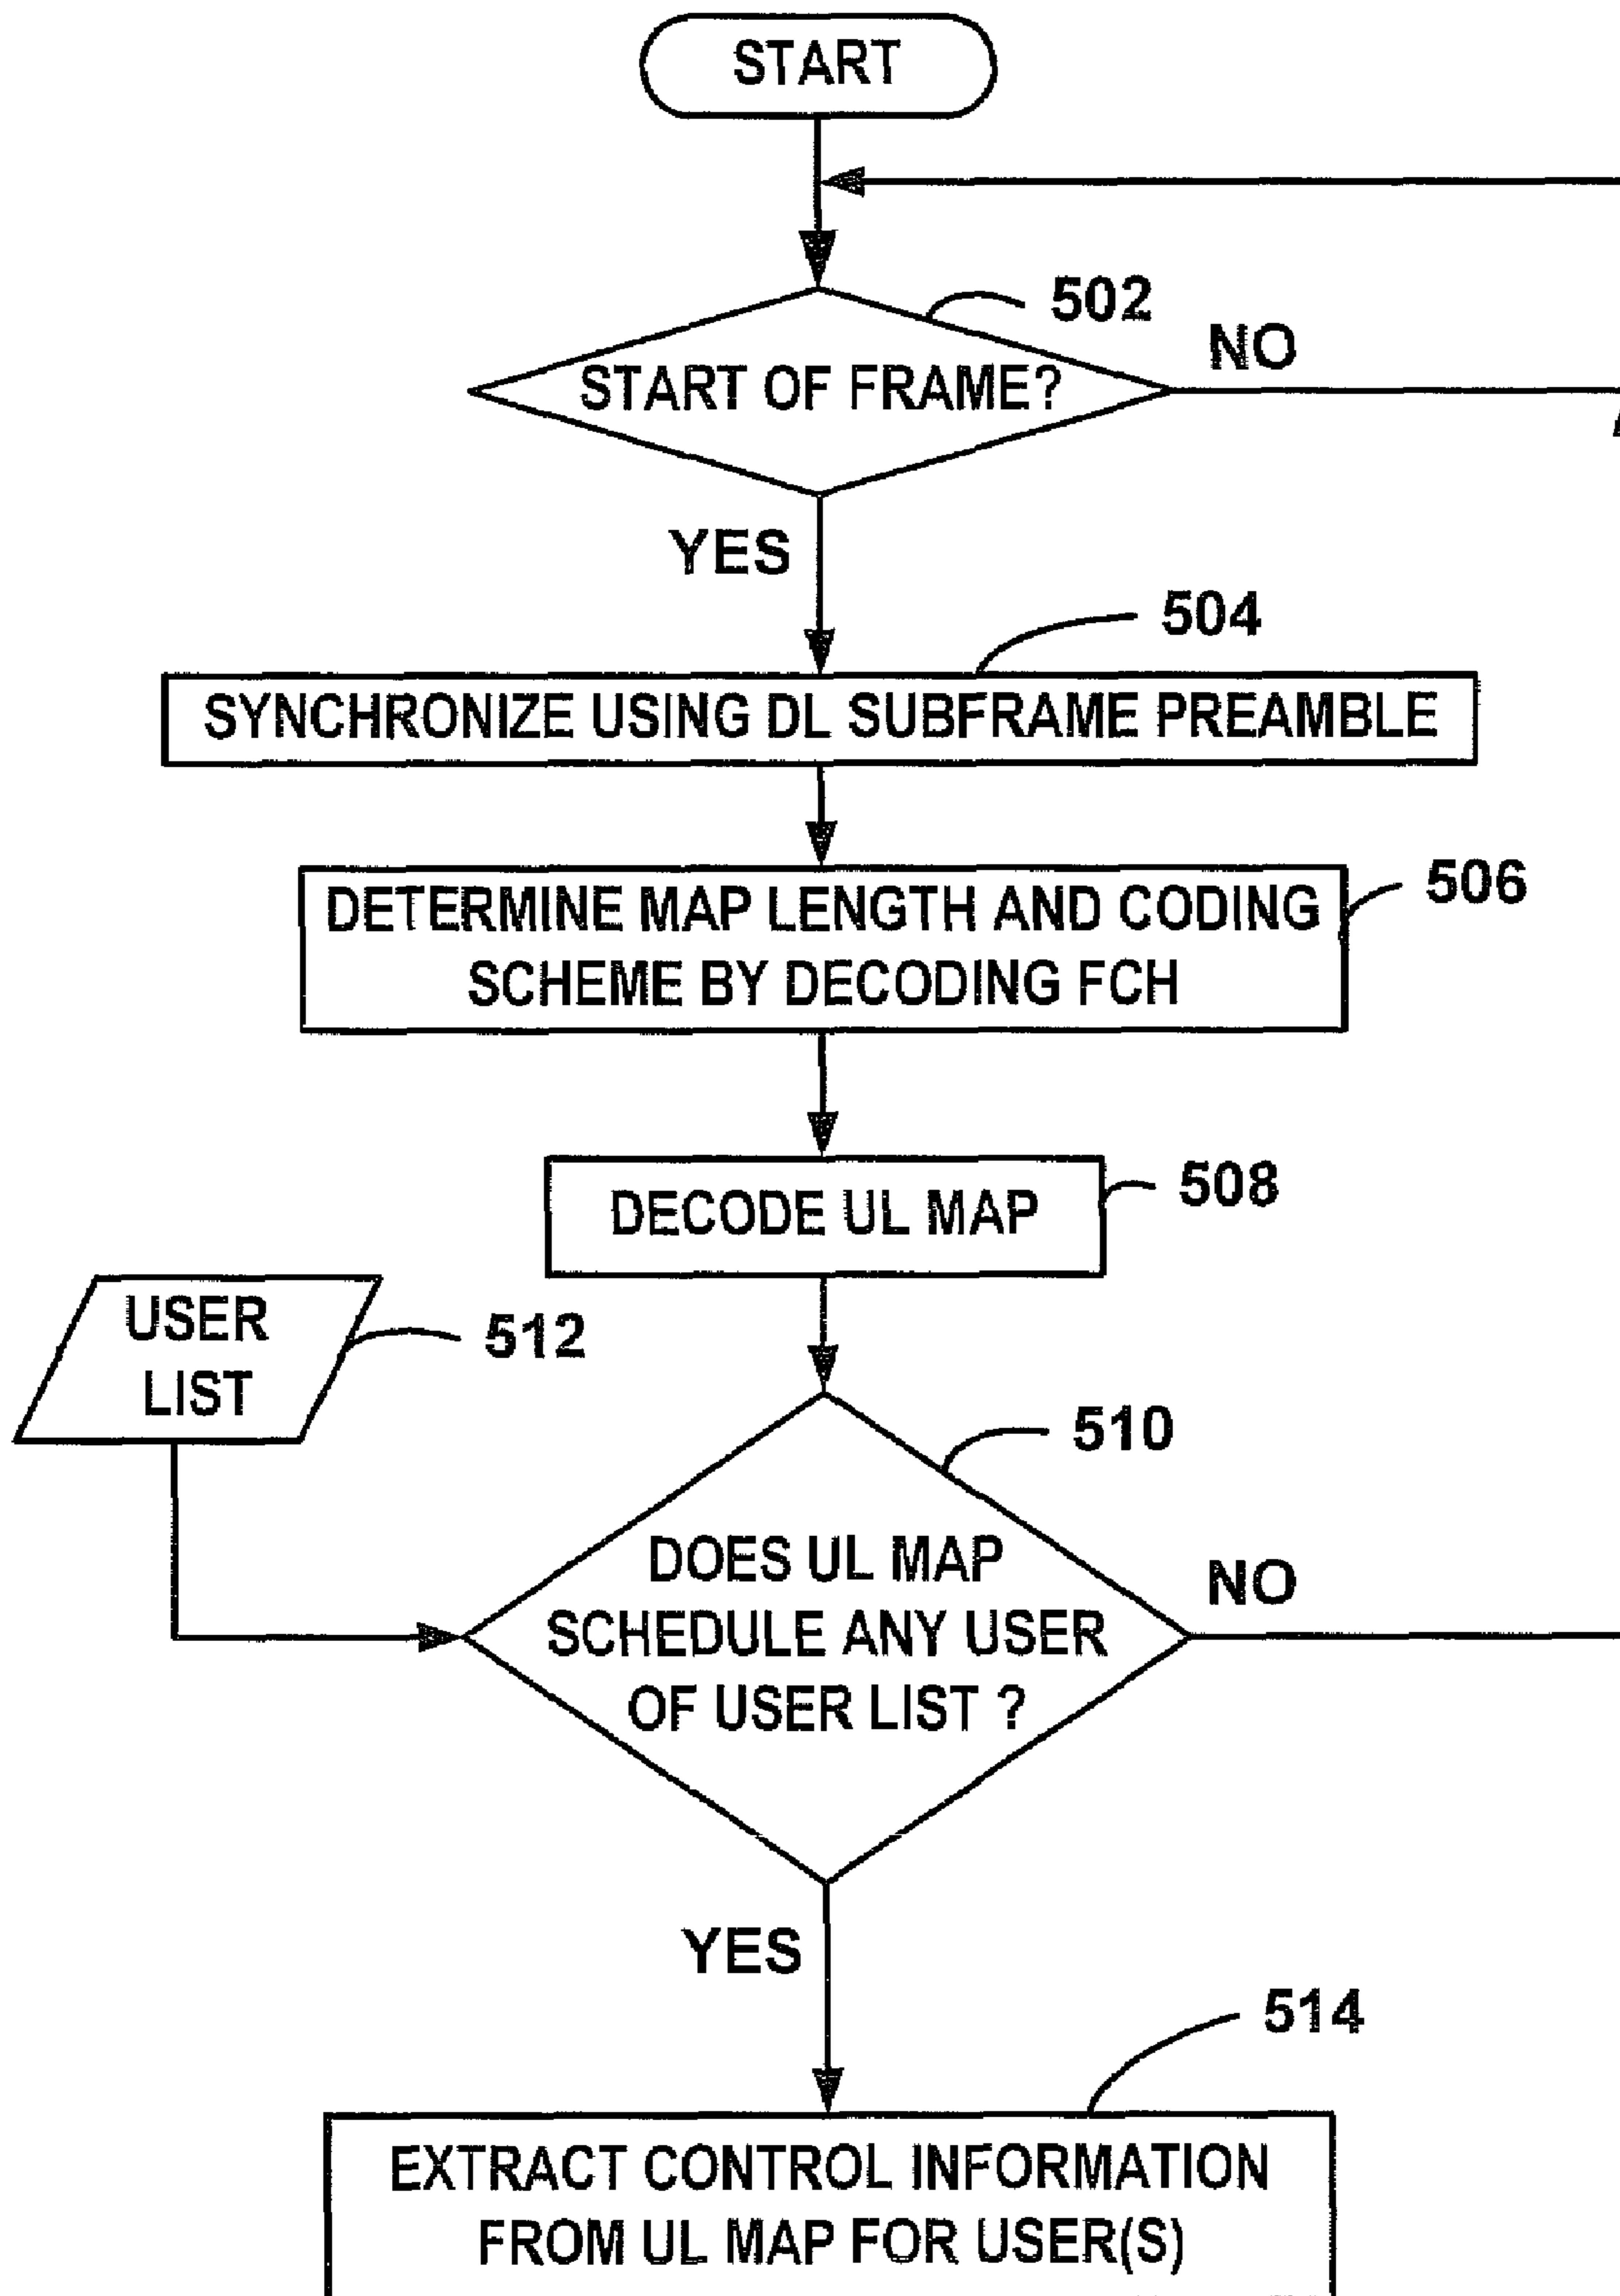 START
502
START OF FRAME?
NO
YES
504
SYNCHRONIZE USING DL SUBFRAME PREAMBLE
506
DETERMINE MAP LENGTH AND CODING
SCHEME BY DECODING FCH
508
DECODE UL MAP
USER
LIST
512
510
DOES UL MAP
SCHEDULE ANY USER
OF USER LIST ?
NO
YES
514
EXTRACT CONTROL INFORMATION
FROM UL MAP FOR USER(S)